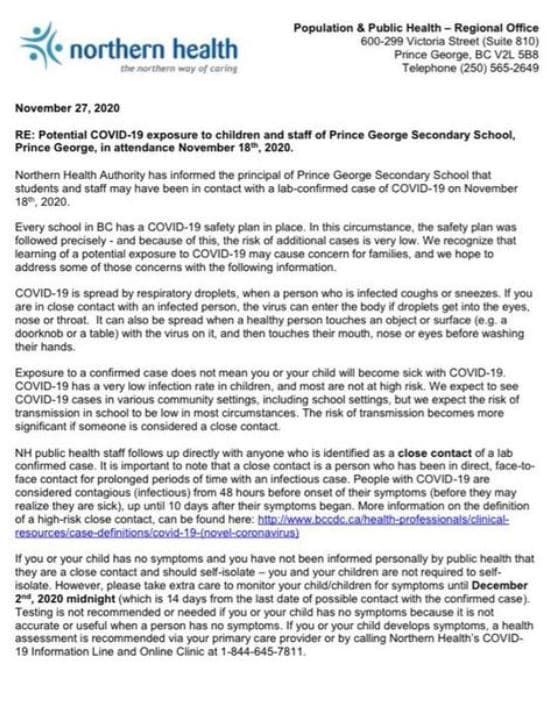 northern health
the northern way of caring
Population & Public Health – Regional Office
600-299 Victoria Street (Suite 810)
Prince George, BC V2L 5B8
Telephone (250) 565-2649
November 27, 2020
RE: Potential COVID-19 exposure to children and staff of Prince George Secondary School,
Prince George, in attendance November 18th, 2020.
Northern Health Authority has informed the principal of Prince George Secondary School that
students and staff may have been in contact with a lab-confirmed case of COVID-19 on November
18th, 2020.
Every school in BC has a COVID-19 safety plan in place. In this circumstance, the safety plan was
followed precisely - and because of this, the risk of additional cases is very low. We recognize that
learning of a potential exposure to COVID-19 may cause concern for families, and we hope to
address some of those concerns with the following information.
COVID-19 is spread by respiratory droplets, when a person who is infected coughs or sneezes. If you
are in close contact with an infected person, the virus can enter the body if droplets get into the eyes,
nose or throat. It can also be spread when a healthy person touches an object or surface (e.g. a
doorknob or a table) with the virus on it, and then touches their mouth, nose or eyes before washing
their hands.
Exposure to a confirmed case does not mean you or your child will become sick with COVID-19.
COVID-19 has a very low infection rate in children, and most are not at high risk. We expect to see
COVID-19 cases in various community settings, including school settings, but we expect the risk of
transmission in school to be low in most circumstances. The risk of transmission becomes more
significant if someone is considered a close contact.
NH public health staff follows up directly with anyone who is identified as a close contact of a lab
confirmed case. It is important to note that a close contact is a person who has been in direct, face-to-
face contact for prolonged periods of time with an infectious case. People with COVID-19 are
considered contagious (infectious) from 48 hours before onset of their symptoms (before they may
realize they are sick), up until 10 days after their symptoms began. More information on the definition
of a high-risk close contact, can be found here: http://www.bccdc.ca/health-professionals/clinical-
resources/case-definitions/covid-19-(novel-coronavirus)
If you or your child has no symptoms and you have not been informed personally by public health that
they are a close contact and should self-isolate – you and your children are not required to self-
isolate. However, please take extra care to monitor your child/children for symptoms until December
2nd, 2020 midnight (which is 14 days from the last date of possible contact with the confirmed case).
Testing is not recommended or needed if you or your child has no symptoms because it is not
accurate or useful when a person has no symptoms. If you or your child develops symptoms, a health
assessment is recommended via your primary care provider or by calling Northern Health's COVID-
19 Information Line and Online Clinic at 1-844-645-7811.